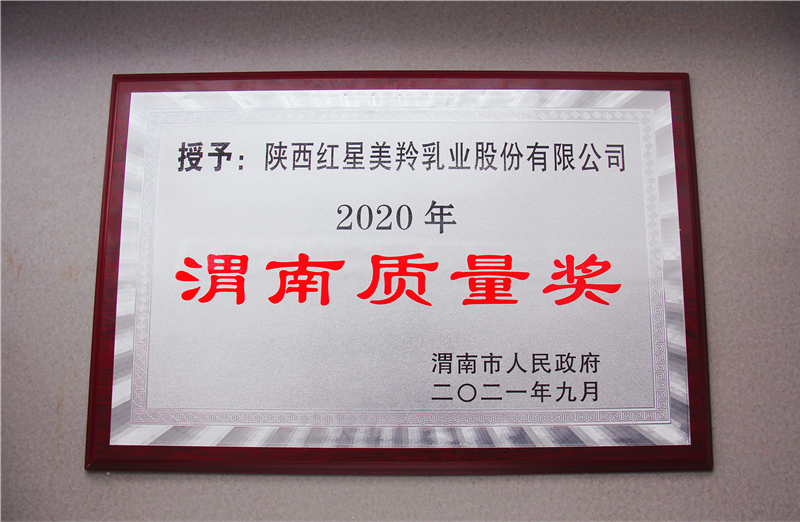 授予：陕西红星美羚乳业股份有限公司
2020年
渭南质量奖
渭南市人民政府
二〇二一年九月